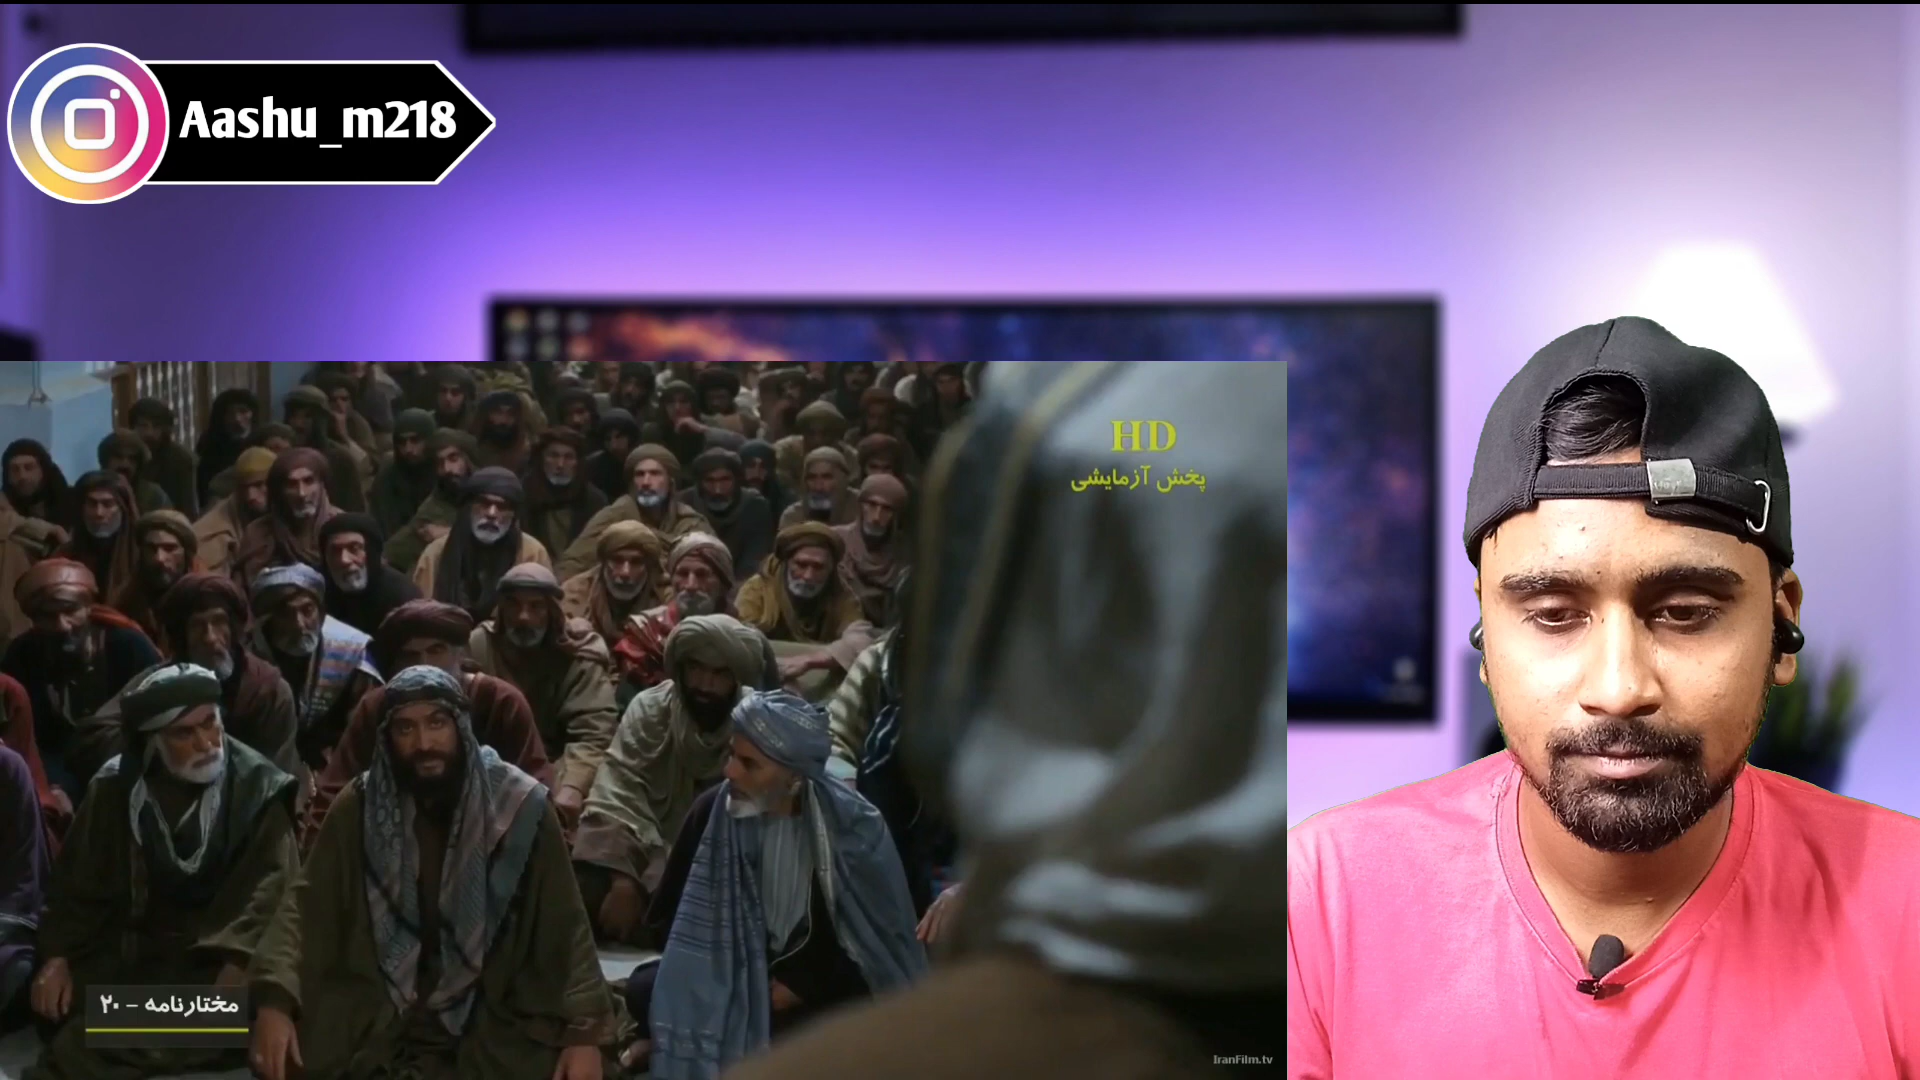 Aashu_m218
HD
پخش آزمایشی
مختارنامه - ۲۰
IranFilm.tv